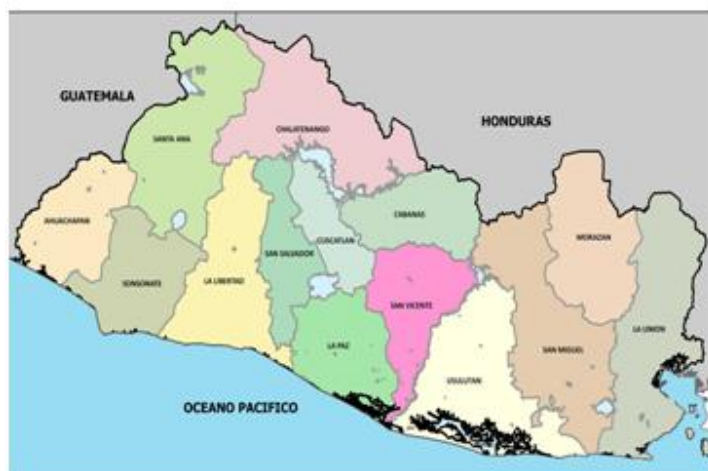 GUATEMALA
HONDURAS
CHALATENANGO
SANTA ANA
AHUACHAPAN
SONSONATE
LA LIBERTAD
SAN SALVADOR
CUSCATLAN
CABANAS
SAN VICENTE
LA PAZ
USULUTAN
SAN MIGUEL
MORAZAN
LA UNION
OCEANO PACIFICO